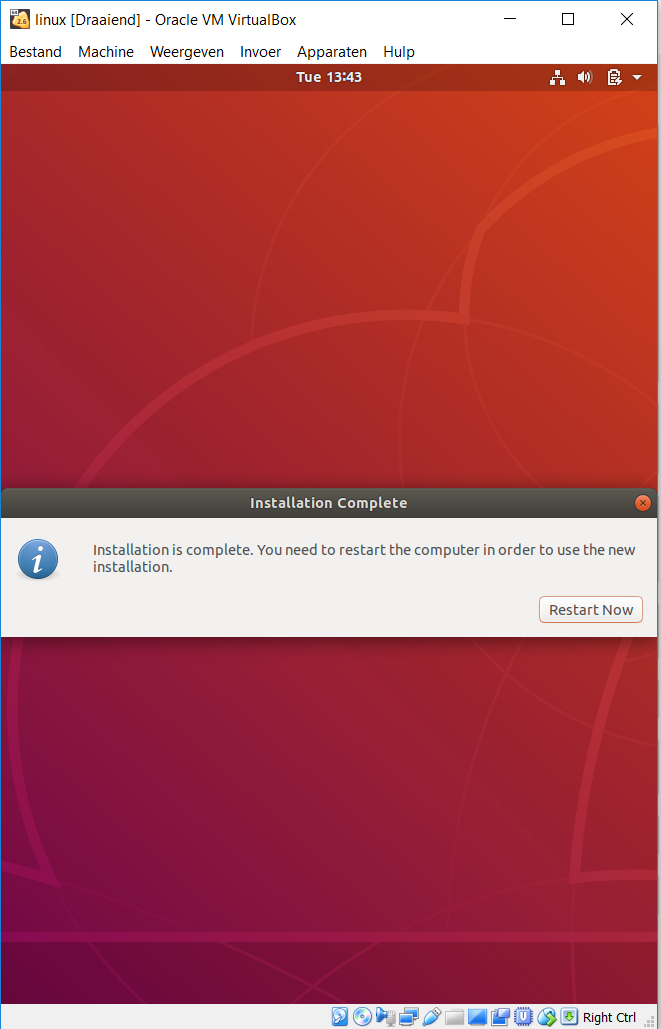 linux [Draaiend] - Oracle VM VirtualBox
Bestand Machine Weergeven Invoer Apparaten Hulp
Tue 13:43
Installation Complete
Installation is complete. You need to restart the computer in order to use the new
installation.
Restart Now
Right Ctrl